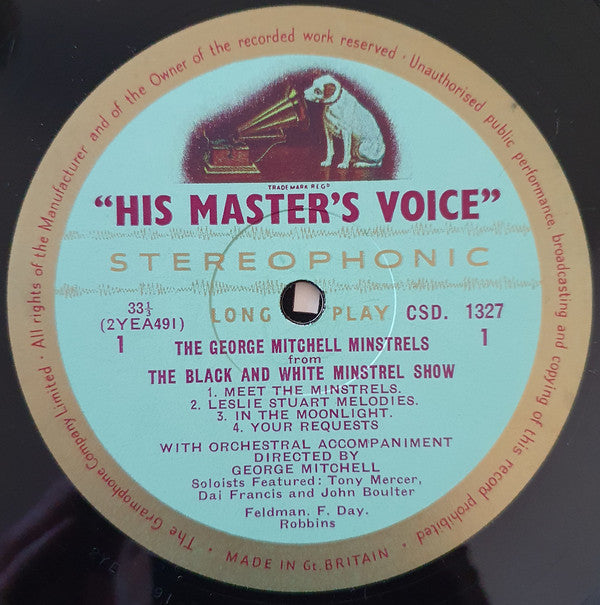 The Gramophone Company Limited · All rights of the Manufacturer and of the Owner of the recorded work reserved · Unauthorised public performance, broadcasting and copying of this record prohibited ·
TRADE MARK REGD
"HIS MASTER'S VOICE"
STEREOPHONIC
33⅓ LONG PLAY CSD. 1327
(2YEA491)
1 THE GEORGE MITCHELL MINSTRELS 1
from
THE BLACK AND WHITE MINSTREL SHOW
1. MEET THE MINSTRELS.
2. LESLIE STUART MELODIES.
3. IN THE MOONLIGHT.
4. YOUR REQUESTS
WITH ORCHESTRAL ACCOMPANIMENT
DIRECTED BY
GEORGE MITCHELL
Soloists Featured: Tony Mercer,
Dai Francis and John Boulter
Feldman. F. Day.
Robbins
· MADE IN Gt. BRITAIN ·